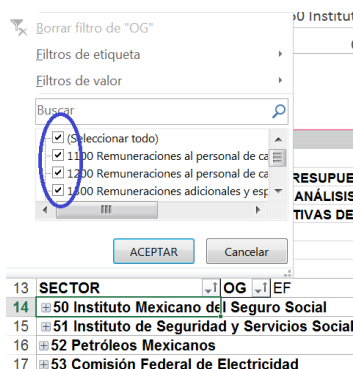 50 Institut
Borrar filtro de "OG"
Filtros de etiqueta
Filtros de valor
Buscar
(Seleccionar todo)
1100 Remuneraciones al personal de ca
1200 Remuneraciones al personal de ca
1300 Remuneraciones adicionales y esp
RESUPUE
ANÁLISIS
TIVAS DE
ACEPTAR Cancelar
13 SECTOR OG EF
14 50 Instituto Mexicano del Seguro Social
15 51 Instituto de Seguridad y Servicios Social
16 52 Petróleos Mexicanos
17 53 Comisión Federal de Electricidad